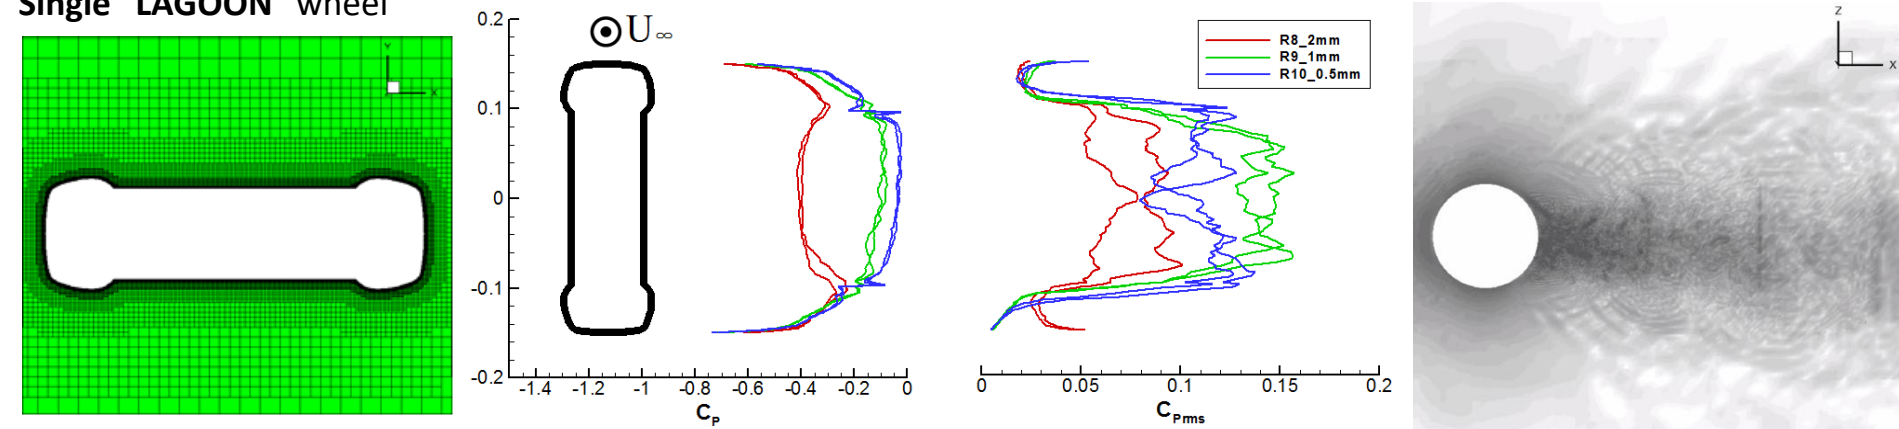 Single "LAGOON" wheel
Y
X
0.2
0.1
0
-0.1
-0.2
U∞
-1.4 -1.2 -1 -0.8 -0.6 -0.4 -0.2 0
CP
R8_2mm
R9_1mm
R10_0.5mm
0 0.05 0.1 0.15 0.2
CPrms
Z
X